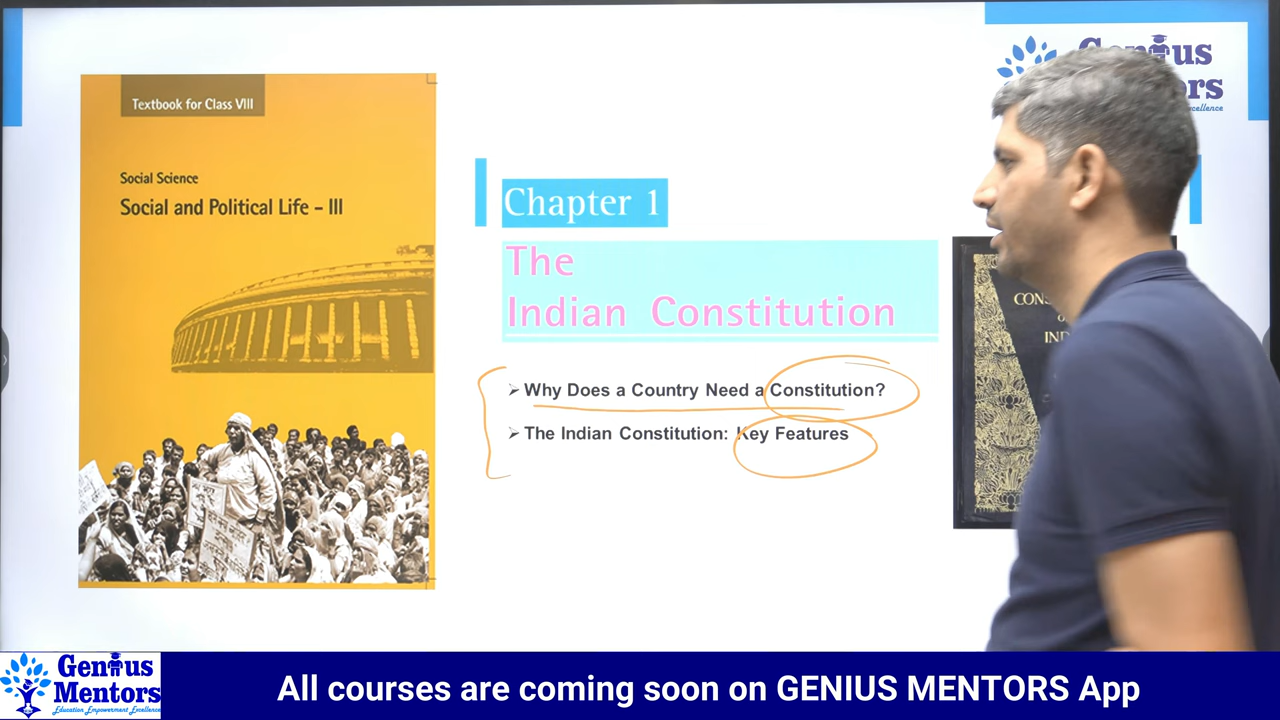 Textbook for Class VIII
Social Science
Social and Political Life – III
Chapter 1
The
Indian Constitution
➢ Why Does a Country Need a Constitution?
➢ The Indian Constitution: Key Features
Genius
Genius
Mentors
Education Empowerment Excellence
All courses are coming soon on GENIUS MENTORS App